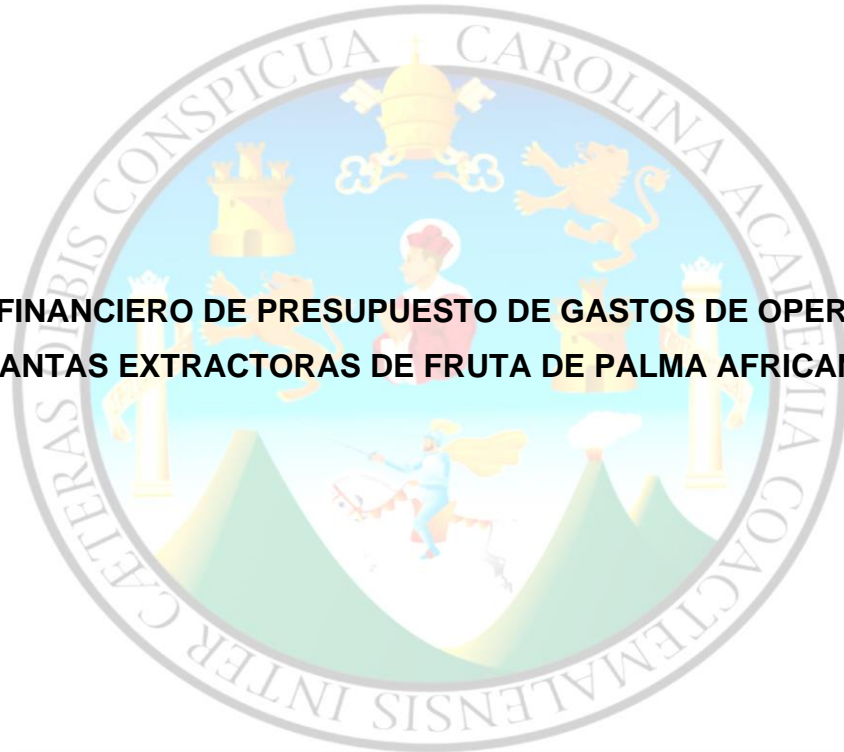 CAROLINA ACADEMIA COACTEMALENSIS INTER CÆTERAS ORBIS CONSPICUA
FINANCIERO DE PRESUPUESTO DE GASTOS DE OPER
ANTAS EXTRACTORAS DE FRUTA DE PALMA AFRICAN